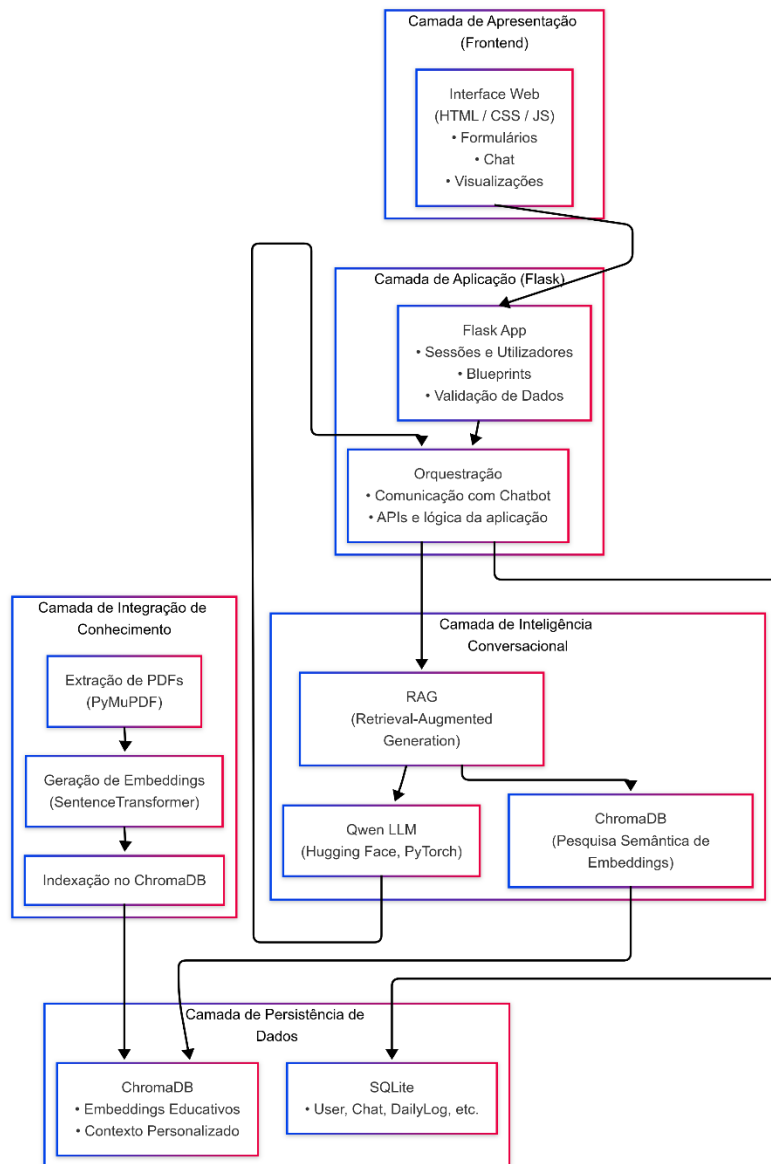 Camada de Apresentação
(Frontend)
Interface Web
(HTML / CSS / JS)
• Formulários
• Chat
• Visualizações
Camada de Aplicação (Flask)
Flask App
• Sessões e Utilizadores
• Blueprints
• Validação de Dados
Orquestração
• Comunicação com Chatbot
• APIs e lógica da aplicação
Camada de Integração de
Conhecimento
Extração de PDFs
(PyMuPDF)
Geração de Embeddings
(SentenceTransformer)
Indexação no ChromaDB
Camada de Inteligência
Conversacional
RAG
(Retrieval-Augmented
Generation)
Qwen LLM
(Hugging Face, PyTorch)
ChromaDB
(Pesquisa Semântica de
Embeddings)
Camada de Persistência de
Dados
ChromaDB
• Embeddings Educativos
• Contexto Personalizado
SQLite
• User, Chat, DailyLog, etc.